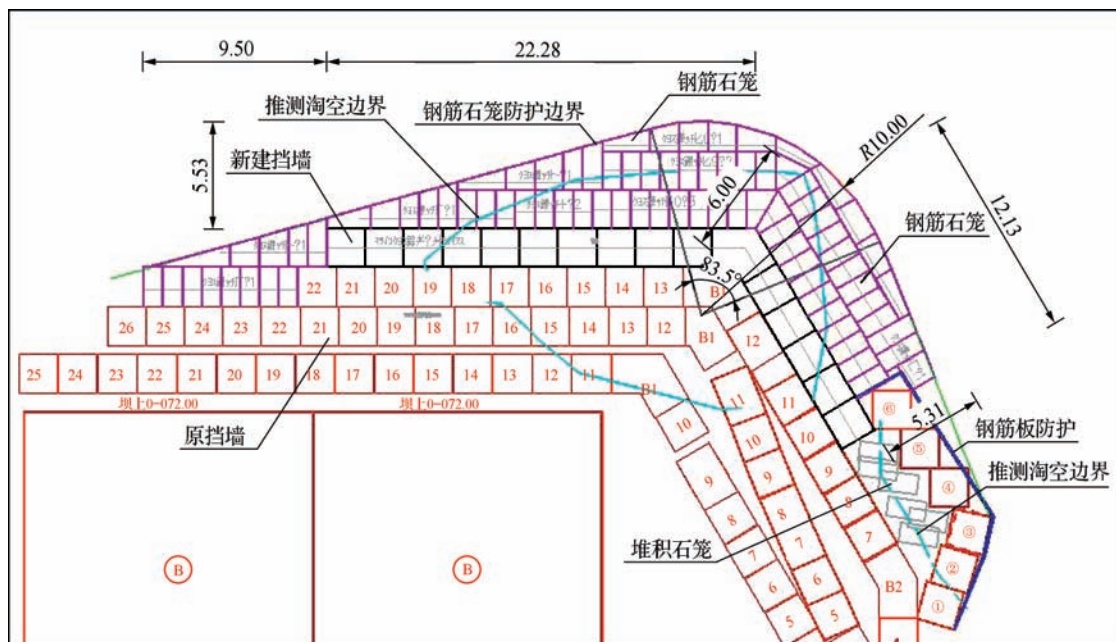 9.50
22.28
钢筋石笼
推测淘空边界
钢筋石笼防护边界
R10.00
新建挡墙
5.53
6.00
12.13
钢筋石笼
83.5°
22 21 20 19 18 17 16 15 14 13 B1
26 25 24 23 22 21 20 19 18 17 16 15 14 13 12 B1 12
25 24 23 22 21 20 19 18 17 16 15 14 13 12 11 B1
11 11
坝上0-072.00 坝上0-072.00
原挡墙
10 10 10
⑥
5.31
钢筋板防护
⑤
9 9 9
推测淘空边界
④
8 8 8
堆积石笼
③
7 7 7
B B
②
6 6
B2
①
5 5